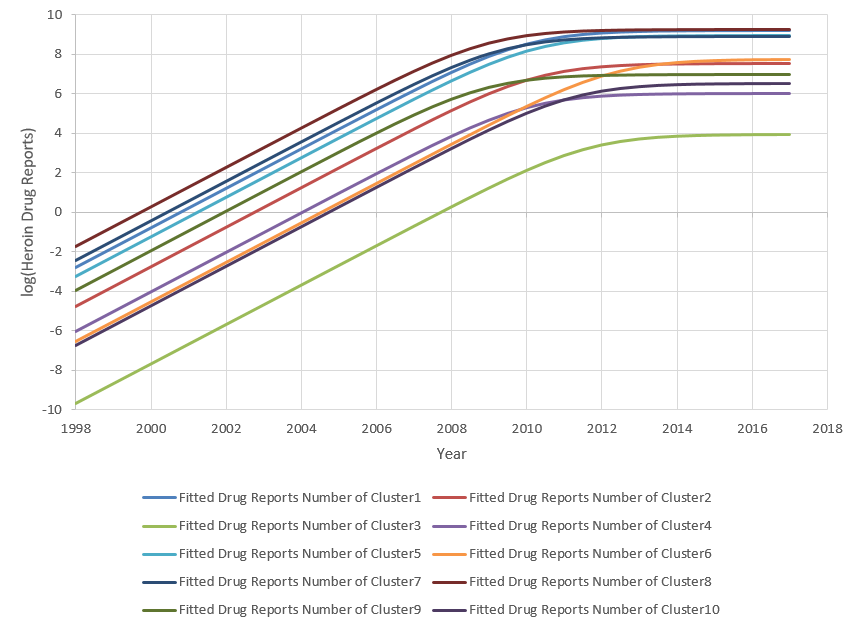 10
8
6
4
2
0
-2
-4
-6
-8
-10
log(Heroin Drug Reports)
1998 2000 2002 2004 2006 2008 2010 2012 2014 2016 2018
Year
Fitted Drug Reports Number of Cluster1 Fitted Drug Reports Number of Cluster2
Fitted Drug Reports Number of Cluster3 Fitted Drug Reports Number of Cluster4
Fitted Drug Reports Number of Cluster5 Fitted Drug Reports Number of Cluster6
Fitted Drug Reports Number of Cluster7 Fitted Drug Reports Number of Cluster8
Fitted Drug Reports Number of Cluster9 Fitted Drug Reports Number of Cluster10